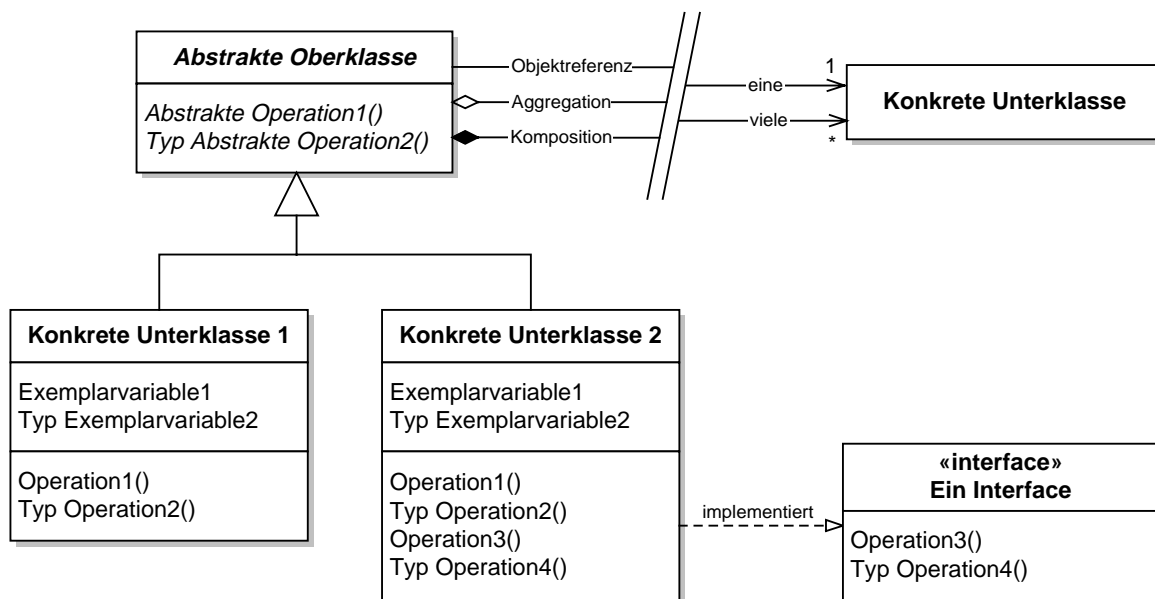 Abstrakte Oberklasse
Abstrakte Operation1()
Typ Abstrakte Operation2()
Objektreferenz
Aggregation
Komposition
eine
1
viele
*
Konkrete Unterklasse
Konkrete Unterklasse 1
Exemplarvariable1
Typ Exemplarvariable2
Operation1()
Typ Operation2()
Konkrete Unterklasse 2
Exemplarvariable1
Typ Exemplarvariable2
Operation1()
Typ Operation2()
Operation3()
Typ Operation4()
implementiert
«interface»
Ein Interface
Operation3()
Typ Operation4()